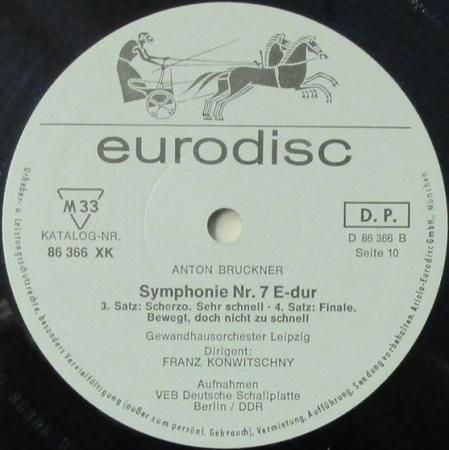 eurodisc
M 33
KATALOG-NR.
86 366 XK
D. P.
D 86 366 B
Seite 10
ANTON BRUCKNER
Symphonie Nr. 7 E-dur
3. Satz: Scherzo. Sehr schnell - 4. Satz: Finale.
Bewegt, doch nicht zu schnell
Gewandhausorchester Leipzig
Dirigent:
FRANZ KONWITSCHNY
Aufnahmen
VEB Deutsche Schallplatte
Berlin / DDR
Urheber- u. Leistungsschutzrechte, besonders Vervielfältigung (außer zum persönl. Gebrauch), Vermietung, Aufführung, Sendung vorbehalten. Ariola-Eurodisc GmbH., München